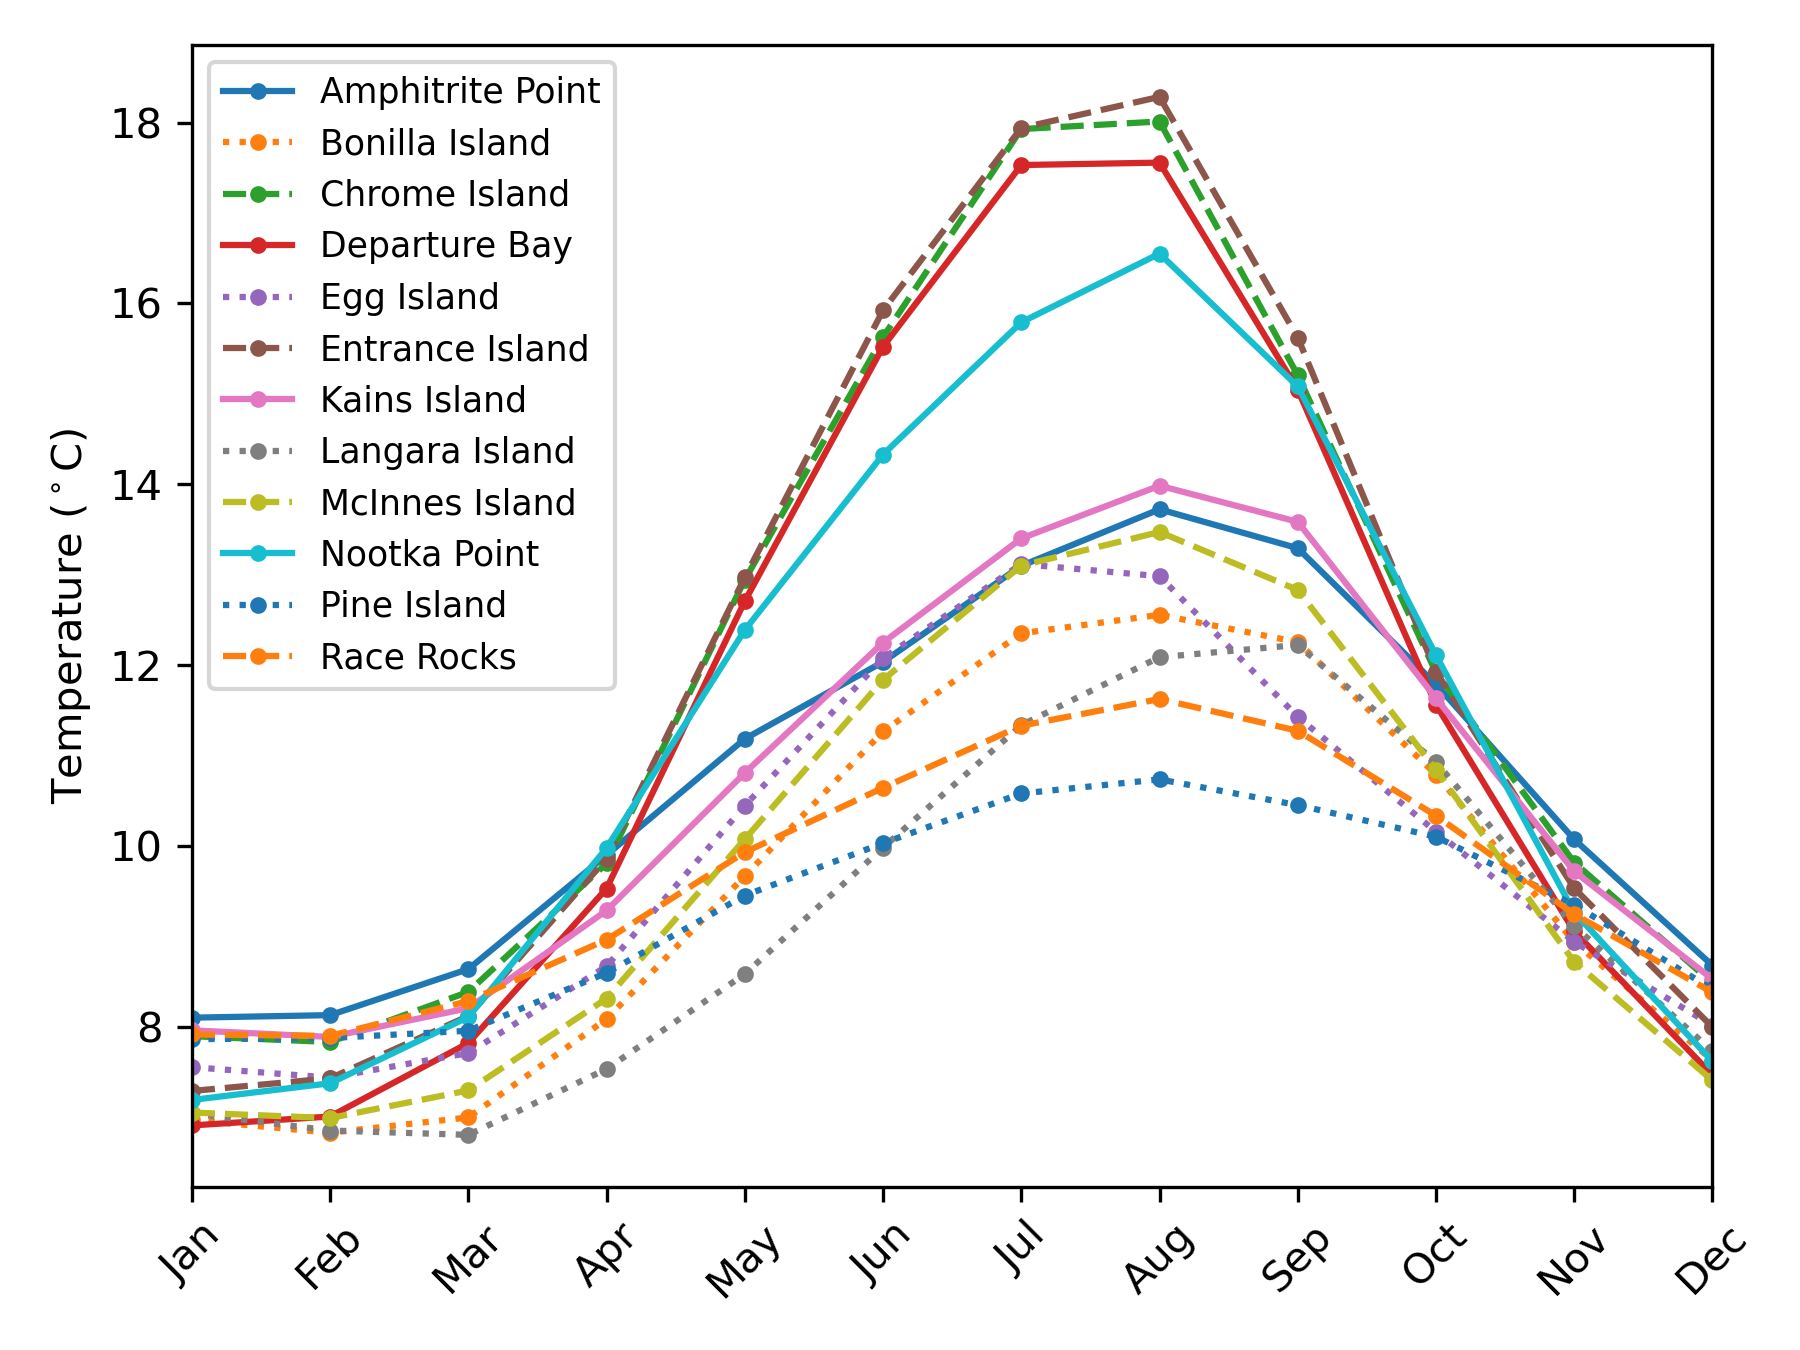 Amphitrite Point
Bonilla Island
Chrome Island
Departure Bay
Egg Island
Entrance Island
Kains Island
Langara Island
McInnes Island
Nootka Point
Pine Island
Race Rocks
Temperature (°C)
18
16
14
12
10
8
Jan
Feb
Mar
Apr
May
Jun
Jul
Aug
Sep
Oct
Nov
Dec